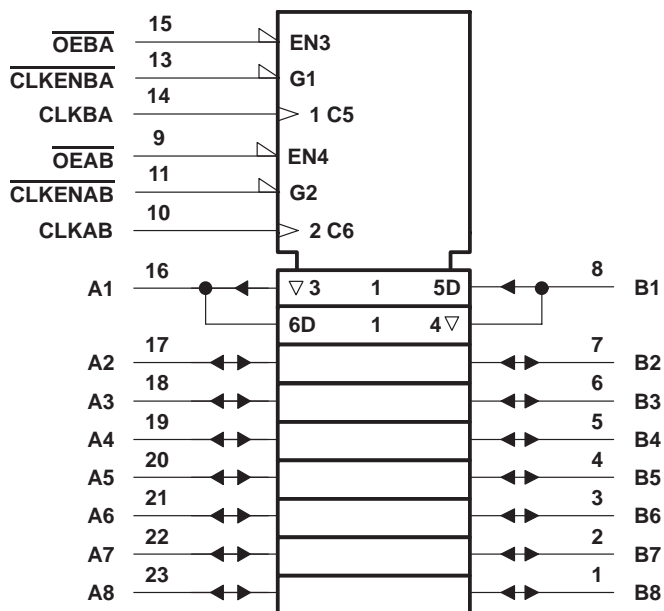 15
OEBA EN3
13
CLKENBA G1
14
CLKBA 1 C5
9
OEAB EN4
11
CLKENAB G2
10
CLKAB 2 C6
16 8
A1 ▽ 3 1 5D B1
6D 1 4 ▽
17 7
A2 B2
18 6
A3 B3
19 5
A4 B4
20 4
A5 B5
21 3
A6 B6
22 2
A7 B7
23 1
A8 B8